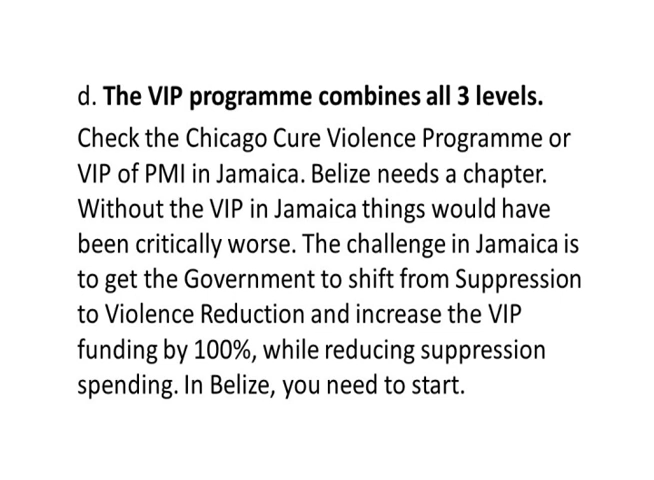 d. The VIP programme combines all 3 levels.
Check the Chicago Cure Violence Programme or
VIP of PMI in Jamaica. Belize needs a chapter.
Without the VIP in Jamaica things would have
been critically worse. The challenge in Jamaica is
to get the Government to shift from Suppression
to Violence Reduction and increase the VIP
funding by 100%, while reducing suppression
spending. In Belize, you need to start.